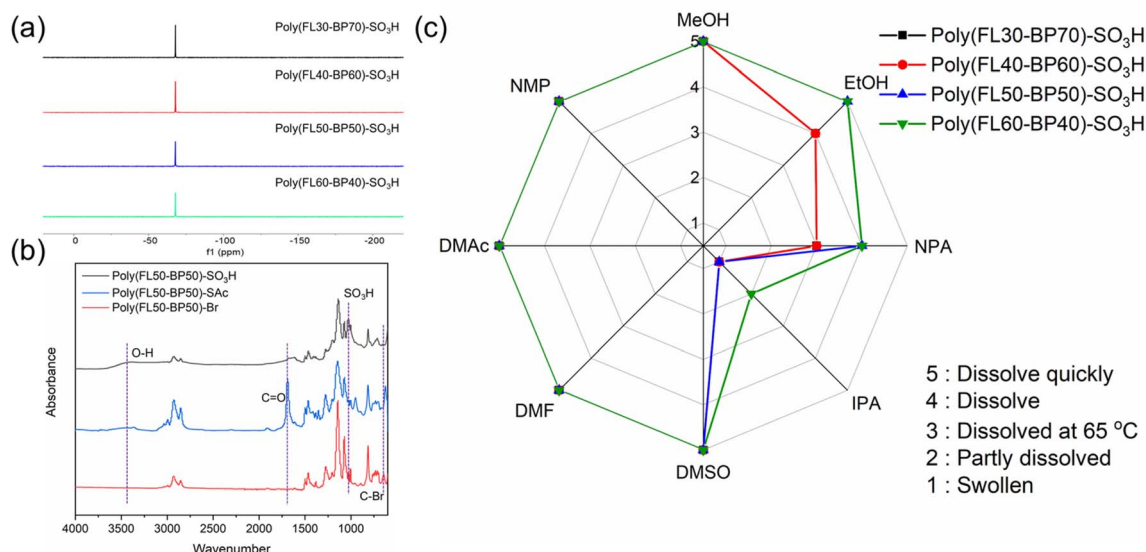 (a)
Poly(FL30-BP70)-SO₃H
Poly(FL40-BP60)-SO₃H
Poly(FL50-BP50)-SO₃H
Poly(FL60-BP40)-SO₃H
0 -50 -100 -150 -200
f1 (ppm)
(b)
Poly(FL50-BP50)-SO₃H
Poly(FL50-BP50)-SAc
Poly(FL50-BP50)-Br
SO₃H
O-H
C=O
C-Br
Absorbance
4000 3500 3000 2500 2000 1500 1000
Wavenumber
(c)
MeOH
EtOH
NPA
IPA
DMSO
DMF
DMAc
NMP
5
4
3
2
1
Poly(FL30-BP70)-SO₃H
Poly(FL40-BP60)-SO₃H
Poly(FL50-BP50)-SO₃H
Poly(FL60-BP40)-SO₃H
5 : Dissolve quickly
4 : Dissolve
3 : Dissolved at 65 °C
2 : Partly dissolved
1 : Swollen